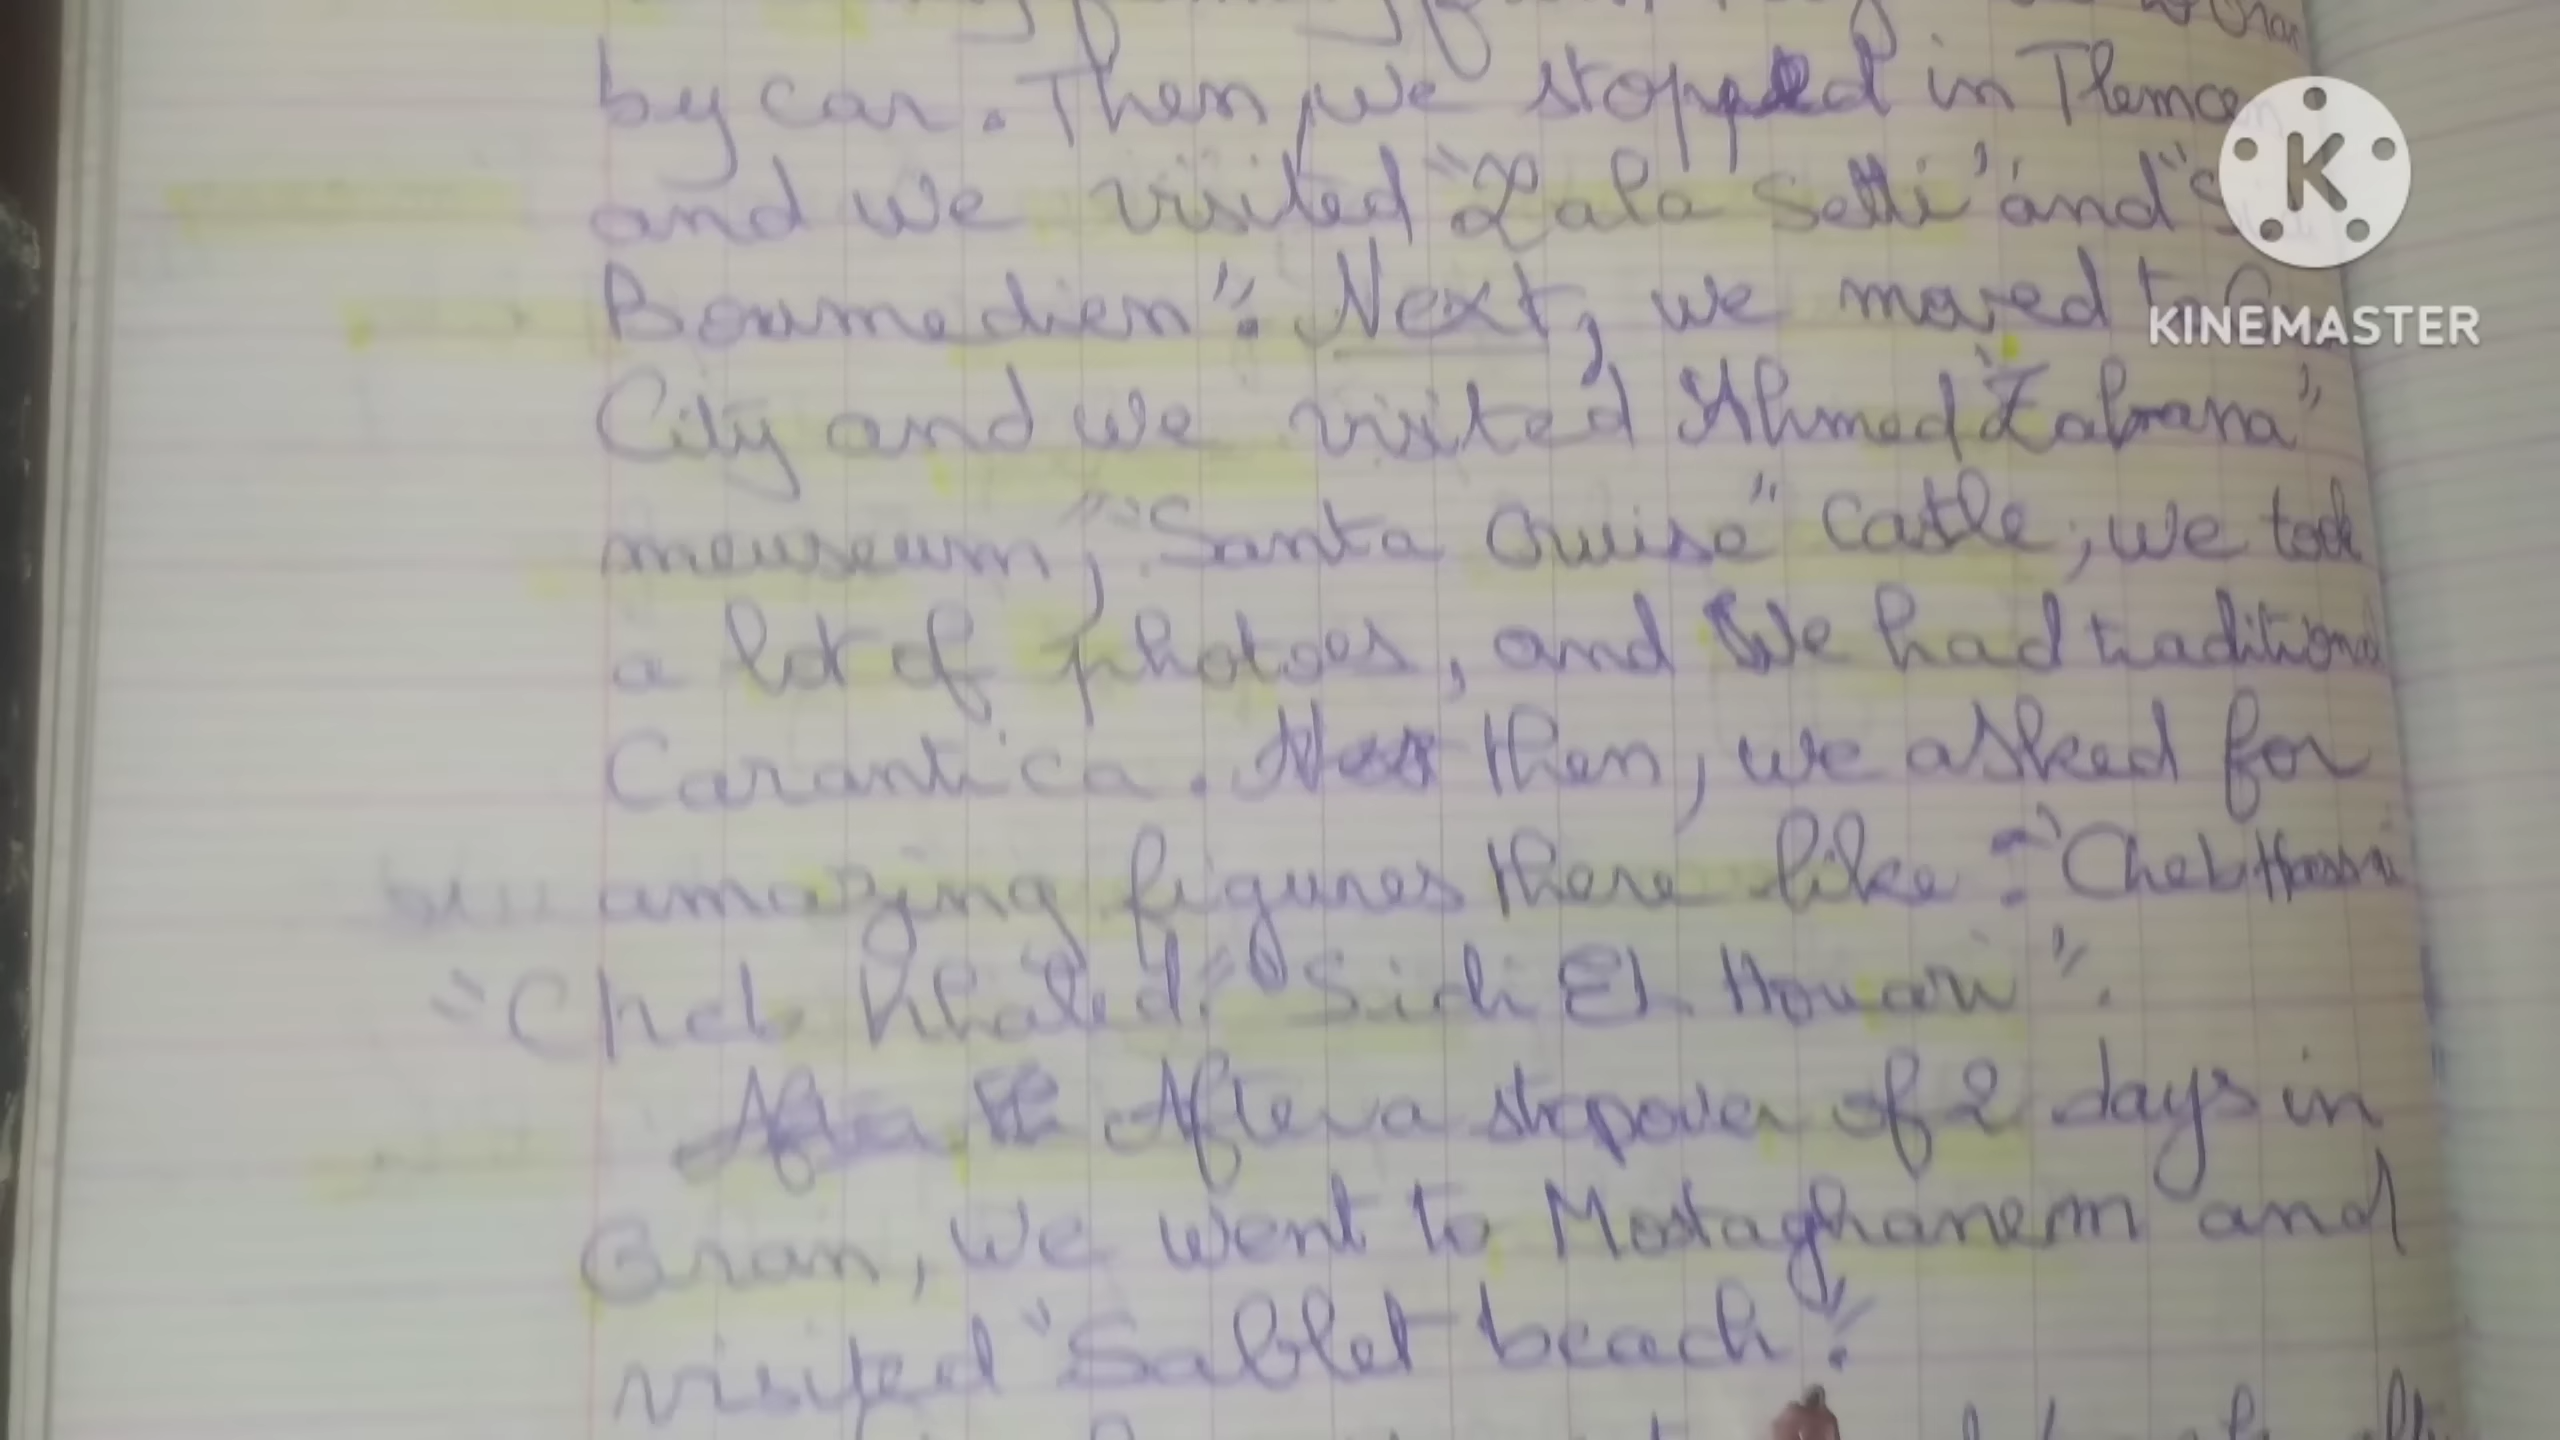 by car. Then, we stopped in Tlemcen
and we visited "Lala Setti" and "S
Boumedien". Next, we moved to
City and we visited Ahmed "Zabana"
meuseum, "Santa Cruise" Castle, we took
a lot of photoes, and We had traditional
Carantica. then, we asked for
amazing figures there like : "Cheb Hassni
"Cheb Khaled" "Sidi El Houari".
After a stopover of 2 days in
Oran, we went to Mostaghanem and
visited "Sablet beach".
K
KINEMASTER